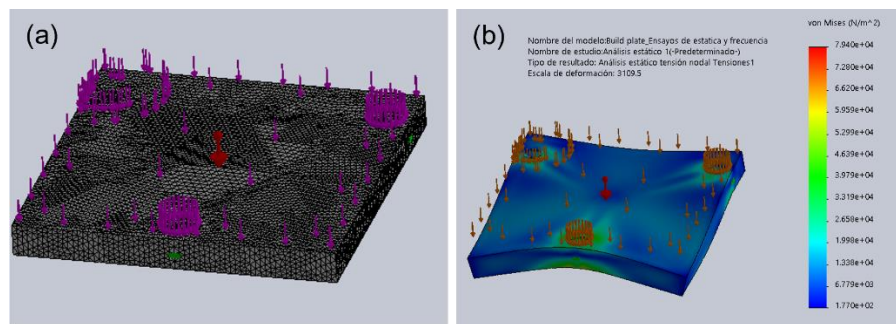 (a)
(b)
Nombre del modelo:Build plate_Ensayos de estatica y frecuencia
Nombre de estudio:Análisis estático 1(-Predeterminado-)
Tipo de resultado: Análisis estático tensión nodal Tensiones1
Escala de deformación: 3109.5
von Mises (N/m^2)
7.940e+04
7.280e+04
6.620e+04
5.959e+04
5.299e+04
4.639e+04
3.979e+04
3.319e+04
2.658e+04
1.998e+04
1.338e+04
6.779e+03
1.770e+02